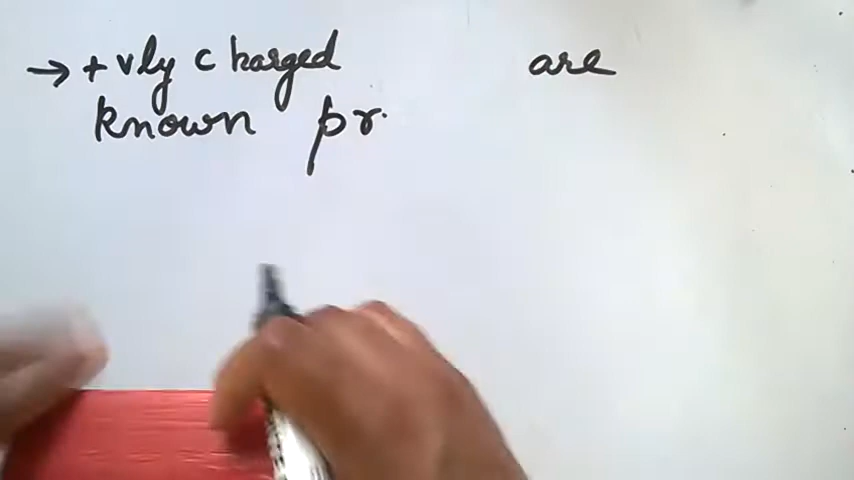 → +vly charged are
known pr.